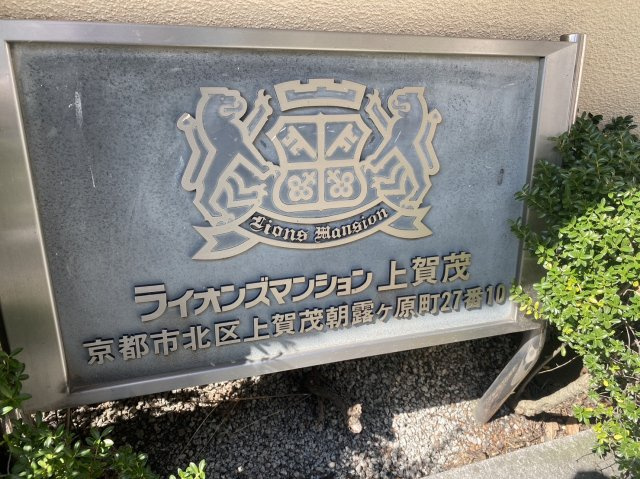 Lions Mansion
ライオンズマンション 上賀茂
京都市北区上賀茂朝露ヶ原町27番10